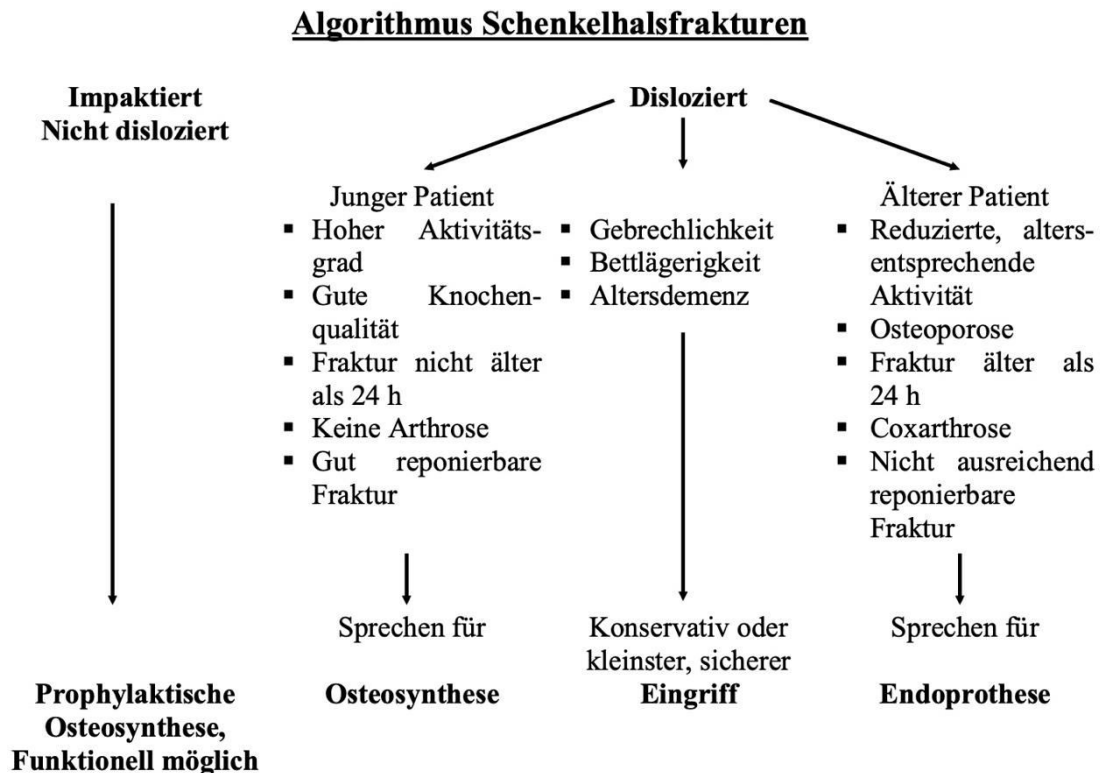 Algorithmus Schenkelhalsfrakturen
Impaktiert
Nicht disloziert
Prophylaktische
Osteosynthese,
Funktionell möglich
Disloziert
Junger Patient
▪ Hoher Aktivitäts-
grad
▪ Gute Knochen-
qualität
▪ Fraktur nicht älter
als 24 h
▪ Keine Arthrose
▪ Gut reponierbare
Fraktur
Sprechen für
Osteosynthese
▪ Gebrechlichkeit
▪ Bettlägerigkeit
▪ Altersdemenz
Konservativ oder
kleinster, sicherer
Eingriff
Älterer Patient
▪ Reduzierte, alters-
entsprechende
Aktivität
▪ Osteoporose
▪ Fraktur älter als
24 h
▪ Coxarthrose
▪ Nicht ausreichend
reponierbare
Fraktur
Sprechen für
Endoprothese